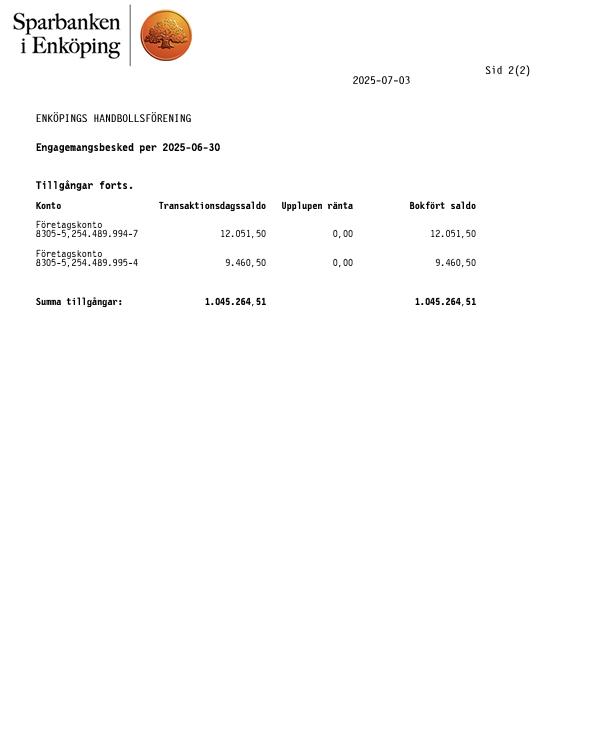 Sparbanken
i Enköping
Sid 2(2)
2025-07-03
ENKÖPINGS HANDBOLLSFÖRENING
Engagemangsbesked per 2025-06-30
Tillgångar forts.
Konto Transaktionsdagssaldo Upplupen ränta Bokfört saldo
Företagskonto
8305-5,254.489.994-7 12.051,50 0,00 12.051,50
Företagskonto
8305-5,254.489.995-4 9.460,50 0,00 9.460,50
Summa tillgångar: 1.045.264,51 1.045.264,51